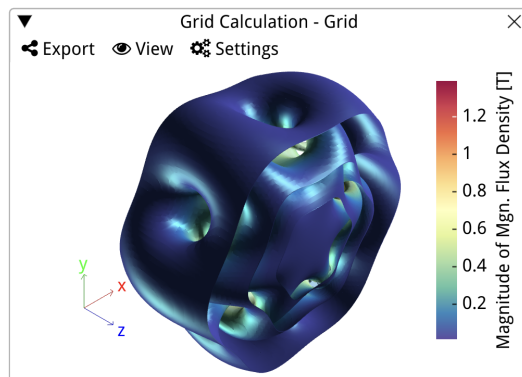 Grid Calculation - Grid
Export View Settings
Magnitude of Mgn. Flux Density [T]
1.2
1
0.8
0.6
0.4
0.2
y
x
z